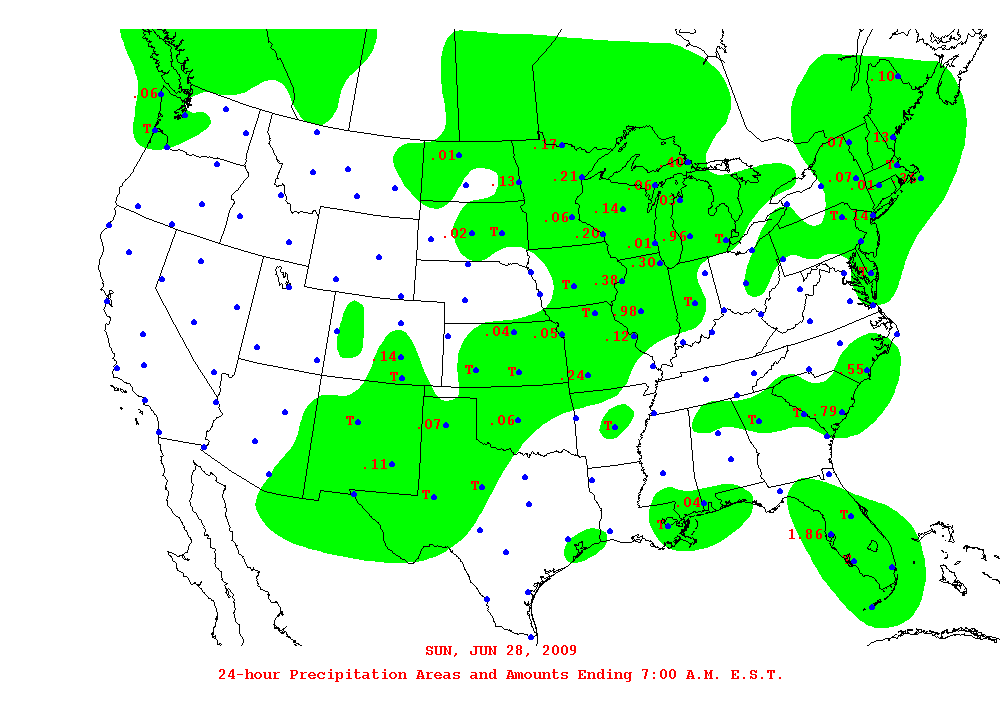 .10
.06
T
.07
.13
.17
.01
.40
T
.21
.13
.06
.07
.01
.03
.14
.06
T
.14
.02
T
.20
.01
.96
T
.30
T
T
.38
T
T
.98
.04
.05
.12
.14
T
T
T
.24
.55
.07
.06
T
T
T
T
.79
.11
T
T
.04
T
T
1.86
SUN, JUN 28, 2009
24-hour Precipitation Areas and Amounts Ending 7:00 A.M. E.S.T.